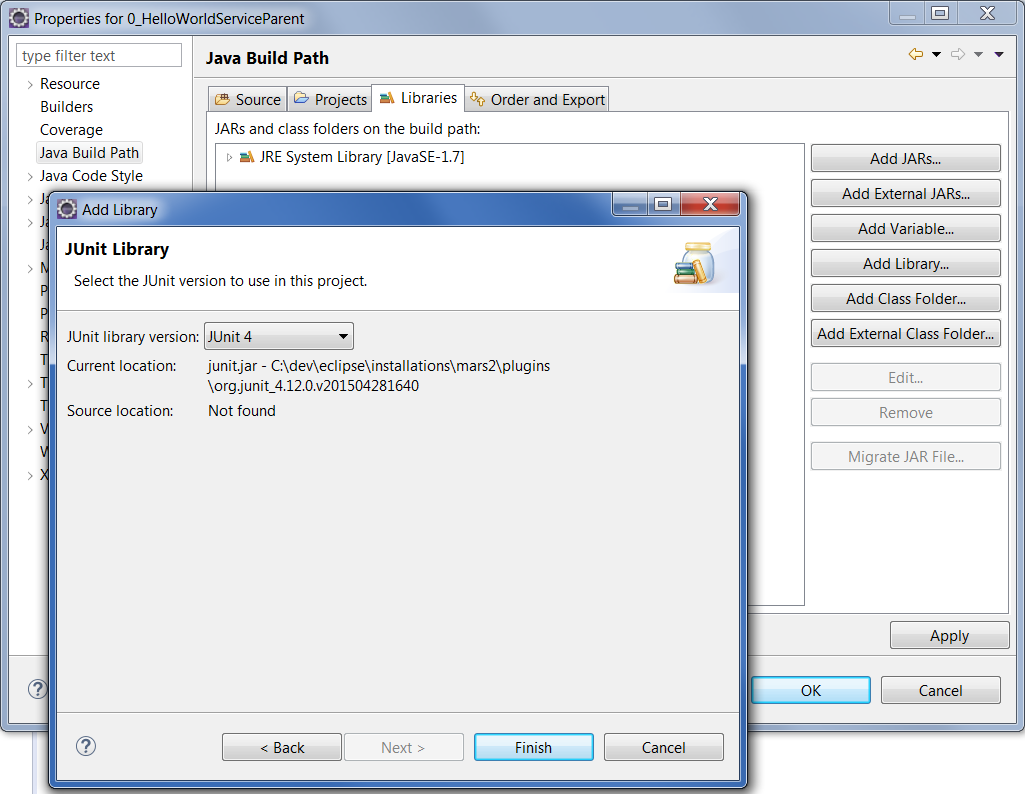 Properties for 0_HelloWorldServiceParent
type filter text
Java Build Path
Resource
Builders
Coverage
Java Build Path
Java Code Style
Source
Projects
Libraries
Order and Export
JARs and class folders on the build path:
JRE System Library [JavaSE-1.7]
Add JARs...
Add External JARs...
Add Variable...
Add Library...
Add Class Folder...
Add External Class Folder...
Edit...
Remove
Migrate JAR File...
Apply
OK
Cancel
Add Library
JUnit Library
Select the JUnit version to use in this project.
JUnit library version: JUnit 4
Current location: junit.jar - C:\dev\eclipse\installations\mars2\plugins
\org.junit_4.12.0.v201504281640
Source location: Not found
< Back
Next >
Finish
Cancel